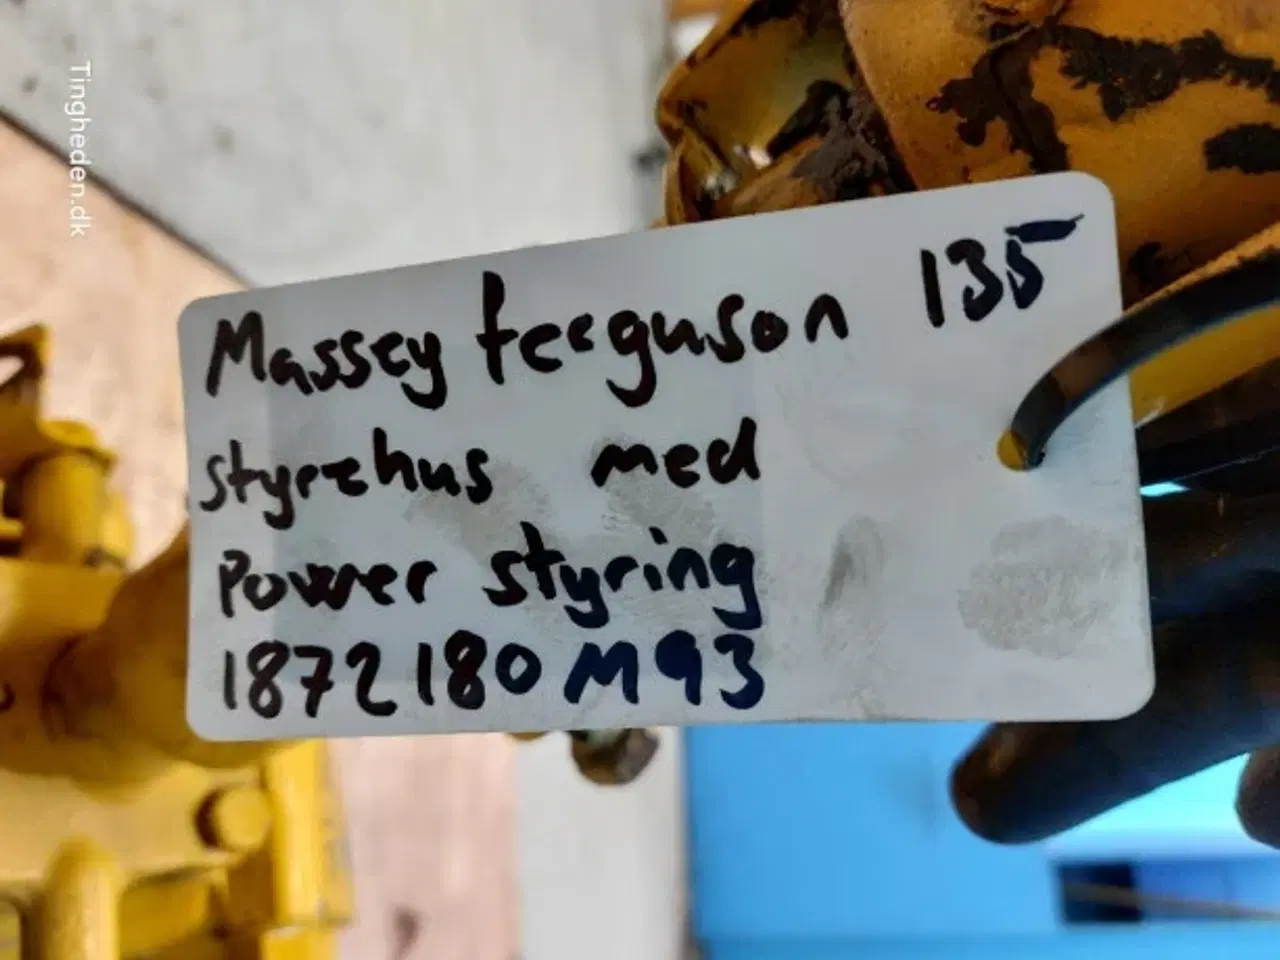 Massey ferguson 135
styrehus med
Power styring
1872180M93
Tingheden.dk